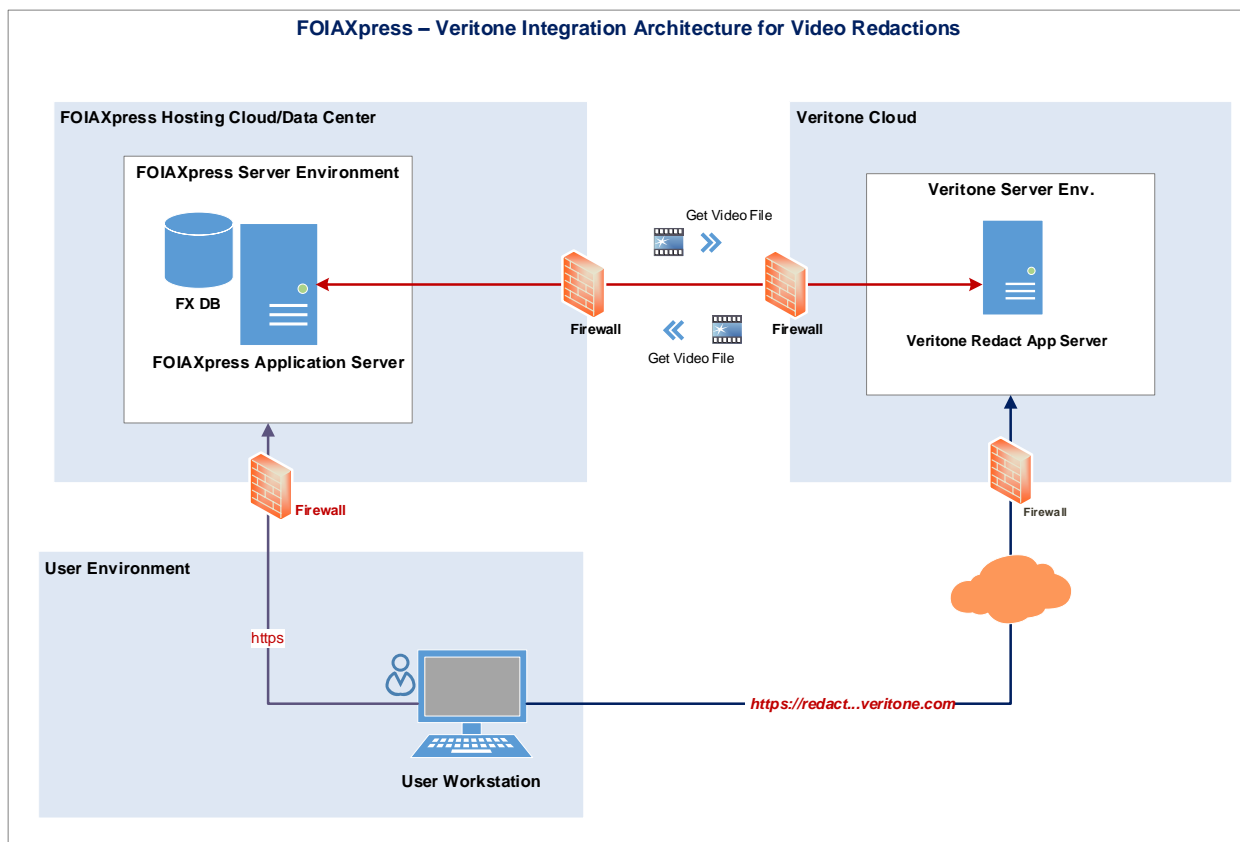 FOIAXpress – Veritone Integration Architecture for Video Redactions
FOIAXpress Hosting Cloud/Data Center
Veritone Cloud
FOIAXpress Server Environment
FX DB
FOIAXpress Application Server
Get Video File
Firewall
Firewall
Get Video File
Veritone Server Env.
Veritone Redact App Server
Firewall
Firewall
User Environment
https
https://redact...veritone.com
User Workstation